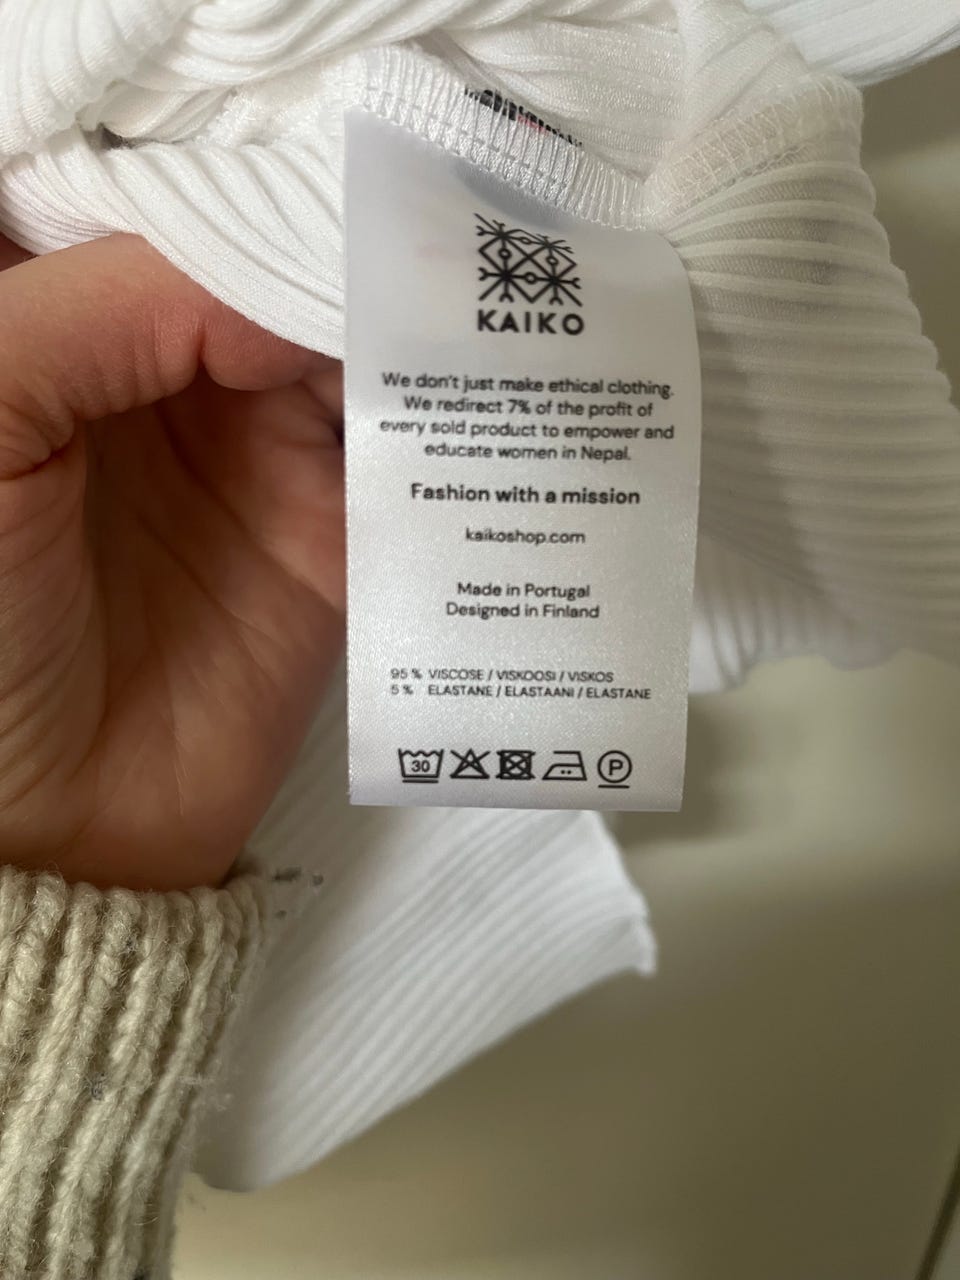 KAIKO
We don't just make ethical clothing.
We redirect 7% of the profit of
every sold product to empower and
educate women in Nepal.
Fashion with a mission
kaikoshop.com
Made in Portugal
Designed in Finland
95 % VISCOSE / VISKOOSI / VISKOS
5 % ELASTANE / ELASTAANI / ELASTANE
30
P